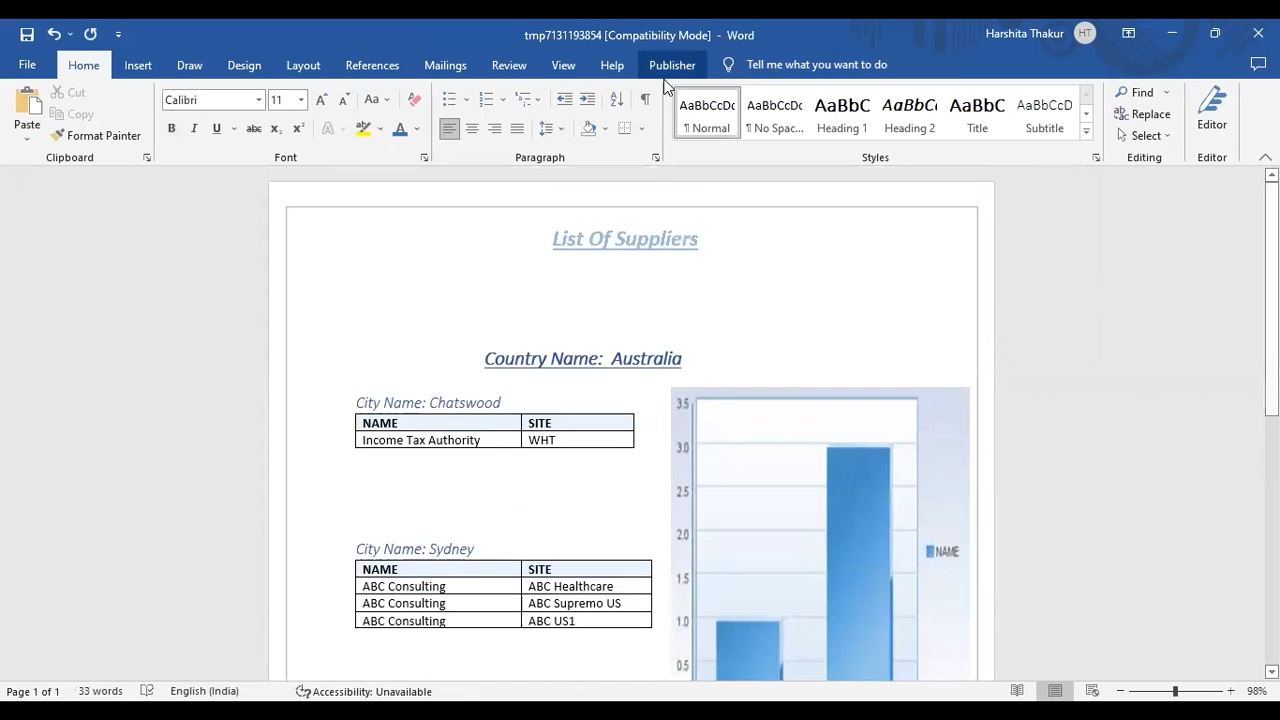 tmp7131193854 [Compatibility Mode] - Word
Harshita Thakur HT
File Home Insert Draw Design Layout References Mailings Review View Help Publisher Tell me what you want to do
Paste
Cut
Copy
Format Painter
Clipboard
Calibri 11 A A Aa A
B I U abc x₂ x² A A
Font
Paragraph
AaBbCcDc AaBbCcDc AaBbC AaBbCc AaBbC AaBbCcD
¶ Normal ¶ No Spac... Heading 1 Heading 2 Title Subtitle
Styles
Find
Replace
Select
Editing
Editor
Editor
List Of Suppliers
Country Name: Australia
City Name: Chatswood
NAME SITE
Income Tax Authority WHT
City Name: Sydney
NAME SITE
ABC Consulting ABC Healthcare
ABC Consulting ABC Supremo US
ABC Consulting ABC US1
3.5
3.0
2.5
2.0
1.5
1.0
0.5
NAME
Page 1 of 1 33 words English (India) Accessibility: Unavailable 98%